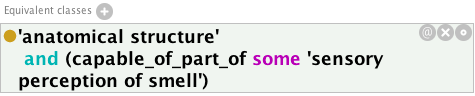 Equivalent classes
'anatomical structure'
and (capable_of_part_of some 'sensory
perception of smell')